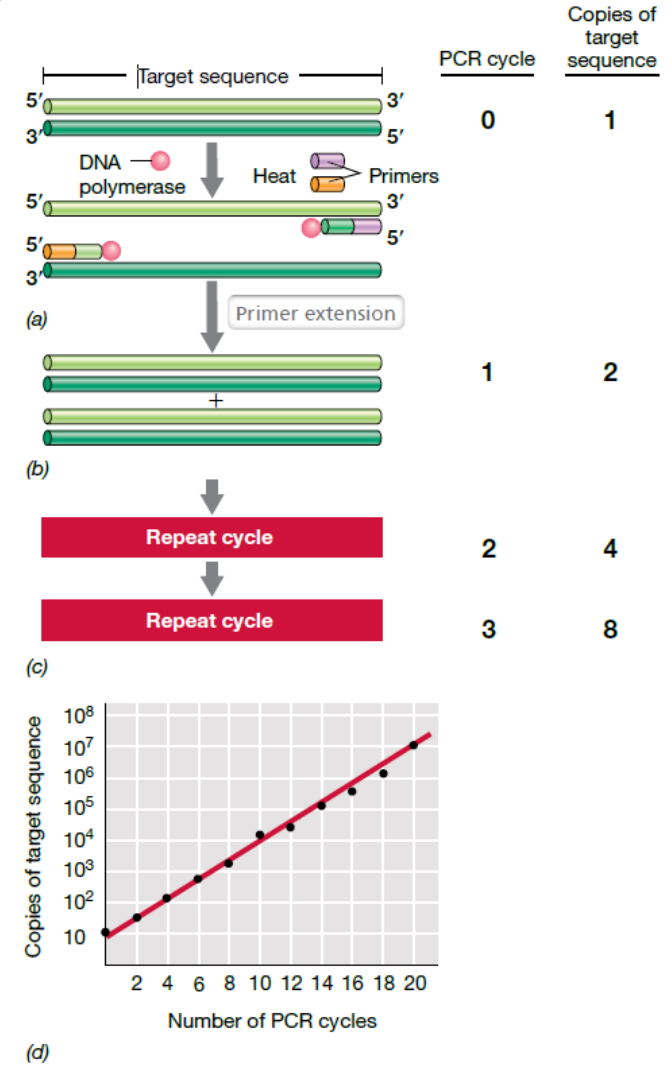 Copies of
target
PCR cycle sequence
Target sequence
5′ 3′
0 1
3′ 5′
DNA
polymerase
Heat Primers
5′ 3′
5′ 5′
3′
(a)
Primer extension
1 2
+
(b)
Repeat cycle
2 4
Repeat cycle
3 8
(c)
Copies of target sequence
10⁸
10⁷
10⁶
10⁵
10⁴
10³
10²
10
2 4 6 8 10 12 14 16 18 20
Number of PCR cycles
(d)